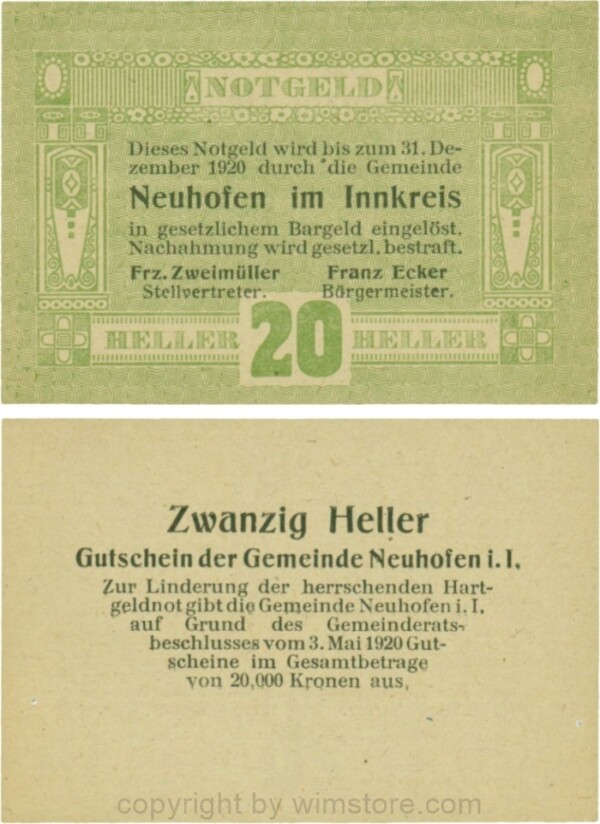 NOTGELD
Dieses Notgeld wird bis zum 31. De-
zember 1920 durch die Gemeinde
Neuhofen im Innkreis
in gesetzlichem Bargeld eingelöst.
Nachahmung wird gesetzl. bestraft.
Frz. Zweimüller Franz Ecker
Stellvertreter. Börgermeister.
HELLER 20 HELLER
Zwanzig Heller
Gutschein der Gemeinde Neuhofen i. I.
Zur Linderung der herrschenden Hart-
geldnot gibt die Gemeinde Neuhofen i. I.
auf Grund des Gemeinderats-
beschlusses vom 3. Mai 1920 Gut-
scheine im Gesamtbetrage
von 20,000 Kronen aus.
copyright by wimstore.com